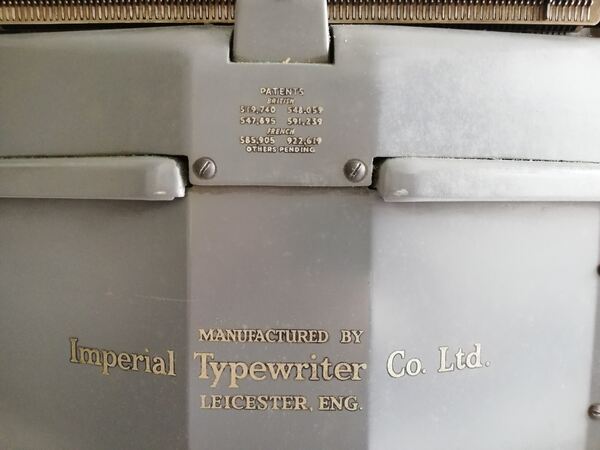 PATENTS
BRITISH
519,740 548,059
547,895 591,239
FRENCH
585,905 922,619
OTHERS PENDING
MANUFACTURED BY
Imperial Typewriter Co. Ltd.
LEICESTER, ENG.